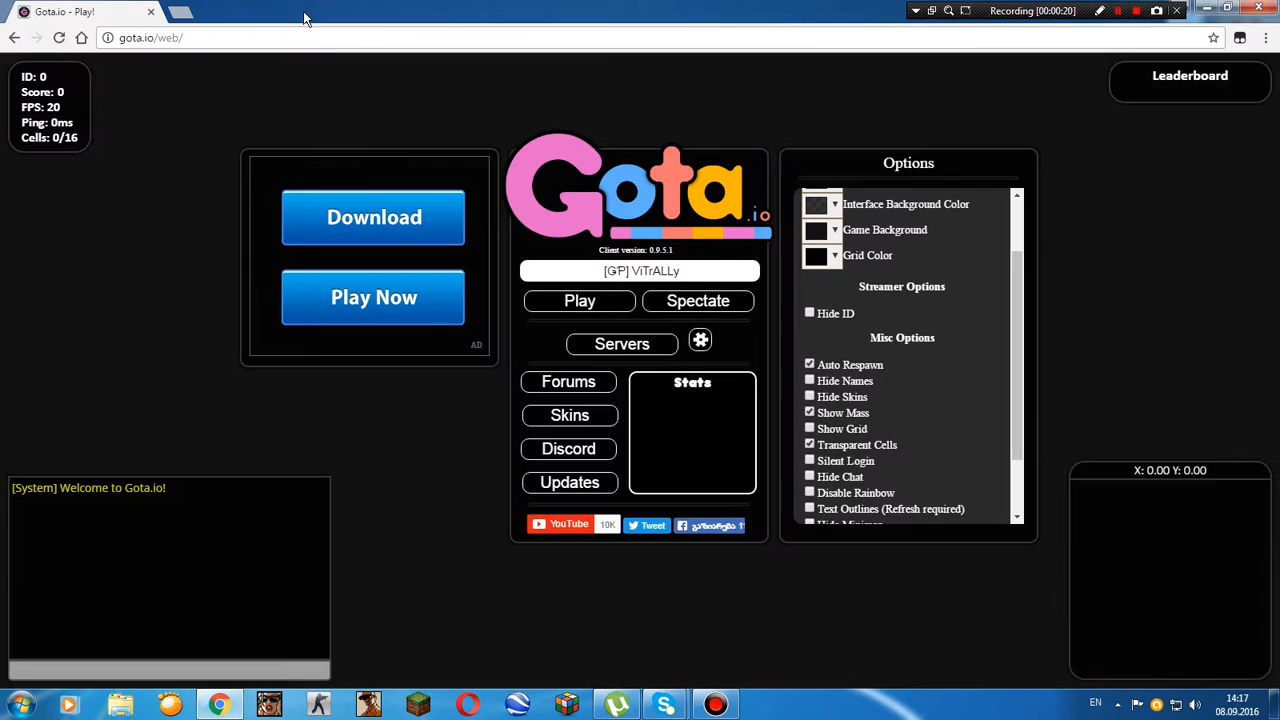 Gota.io - Play!
Recording [00:00:20]
gota.io/web/
ID: 0
Score: 0
FPS: 20
Ping: 0ms
Cells: 0/16
Leaderboard
Download
Play Now
AD
Gota.io
Client version: 0.9.5.1
Play
Spectate
Servers
Forums
Skins
Discord
Updates
Stats
YouTube 10K
Tweet
Options
Interface Background Color
Game Background
Grid Color
Streamer Options
Hide ID
Misc Options
Auto Respawn
Hide Names
Hide Skins
Show Mass
Show Grid
Transparent Cells
Silent Login
Hide Chat
Disable Rainbow
Text Outlines (Refresh required)
Hide Minimap
[System] Welcome to Gota.io!
X: 0.00 Y: 0.00
EN
14:17
08.09.2016